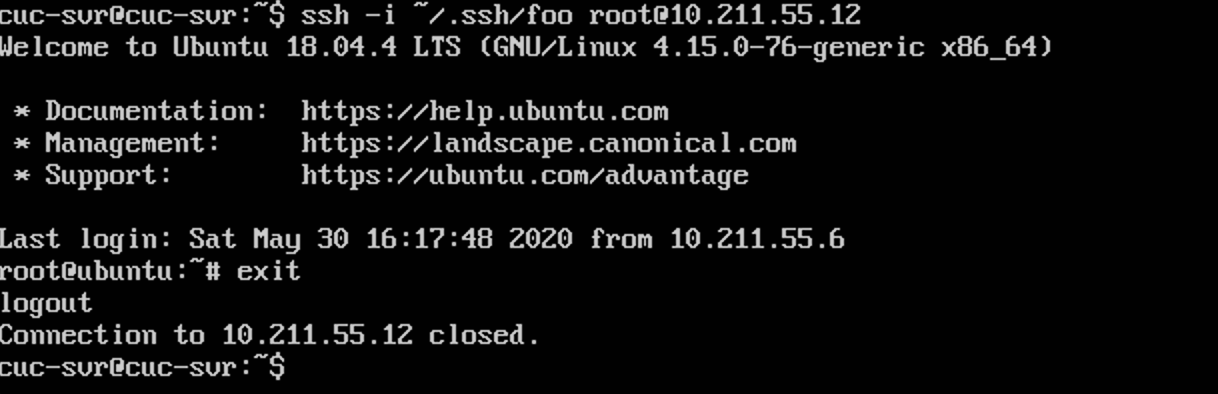 cuc-svr@cuc-svr:~$ ssh -i ~/.ssh/foo root@10.211.55.12
Welcome to Ubuntu 18.04.4 LTS (GNU/Linux 4.15.0-76-generic x86_64)
* Documentation:  https://help.ubuntu.com
* Management:     https://landscape.canonical.com
* Support:        https://ubuntu.com/advantage
Last login: Sat May 30 16:17:48 2020 from 10.211.55.6
root@ubuntu:~# exit
logout
Connection to 10.211.55.12 closed.
cuc-svr@cuc-svr:~$